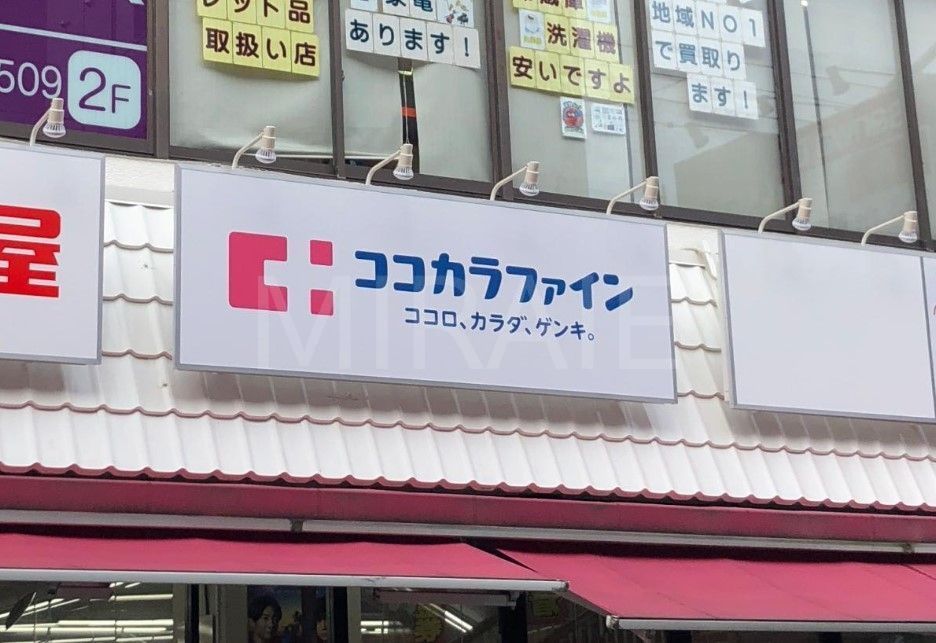 レット品
取扱い店
あります!
洗濯機
安いですよ
地域NO1
で買取り
ます!
509
2F
屋
ココカラファイン
ココロ、カラダ、ゲンキ。
MIRAIE